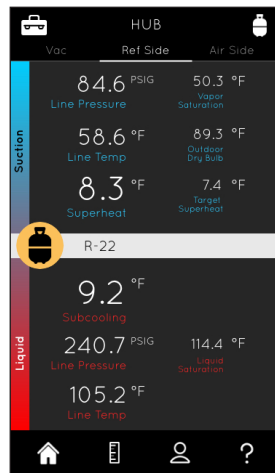 HUB
Vac Ref Side Air Side
Suction
84.6 PSIG 50.3 °F
Line Pressure Vapor Saturation
58.6 °F 89.3 °F
Line Temp Outdoor Dry Bulb
8.3 °F 7.4 °F
Superheat Target Superheat
R-22
Liquid
9.2 °F
Subcooling
240.7 PSIG 114.4 °F
Line Pressure Liquid Saturation
105.2 °F
Line Temp
?